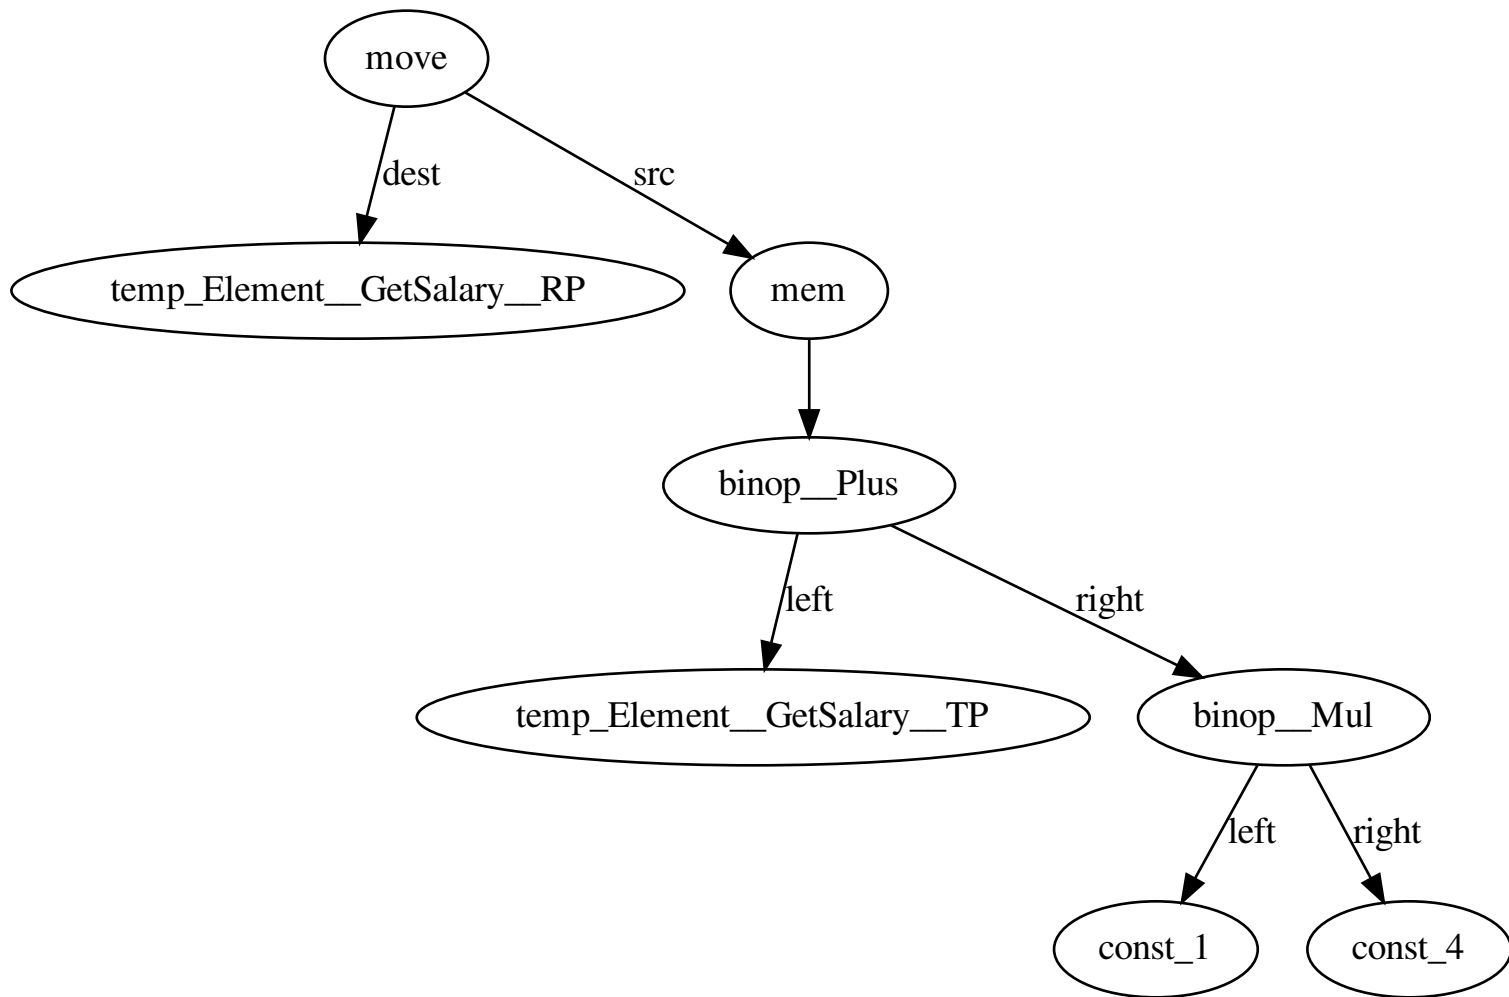 move
dest
src
temp_Element__GetSalary__RP
mem
binop__Plus
left
right
temp_Element__GetSalary__TP
binop__Mul
left
right
const_1
const_4